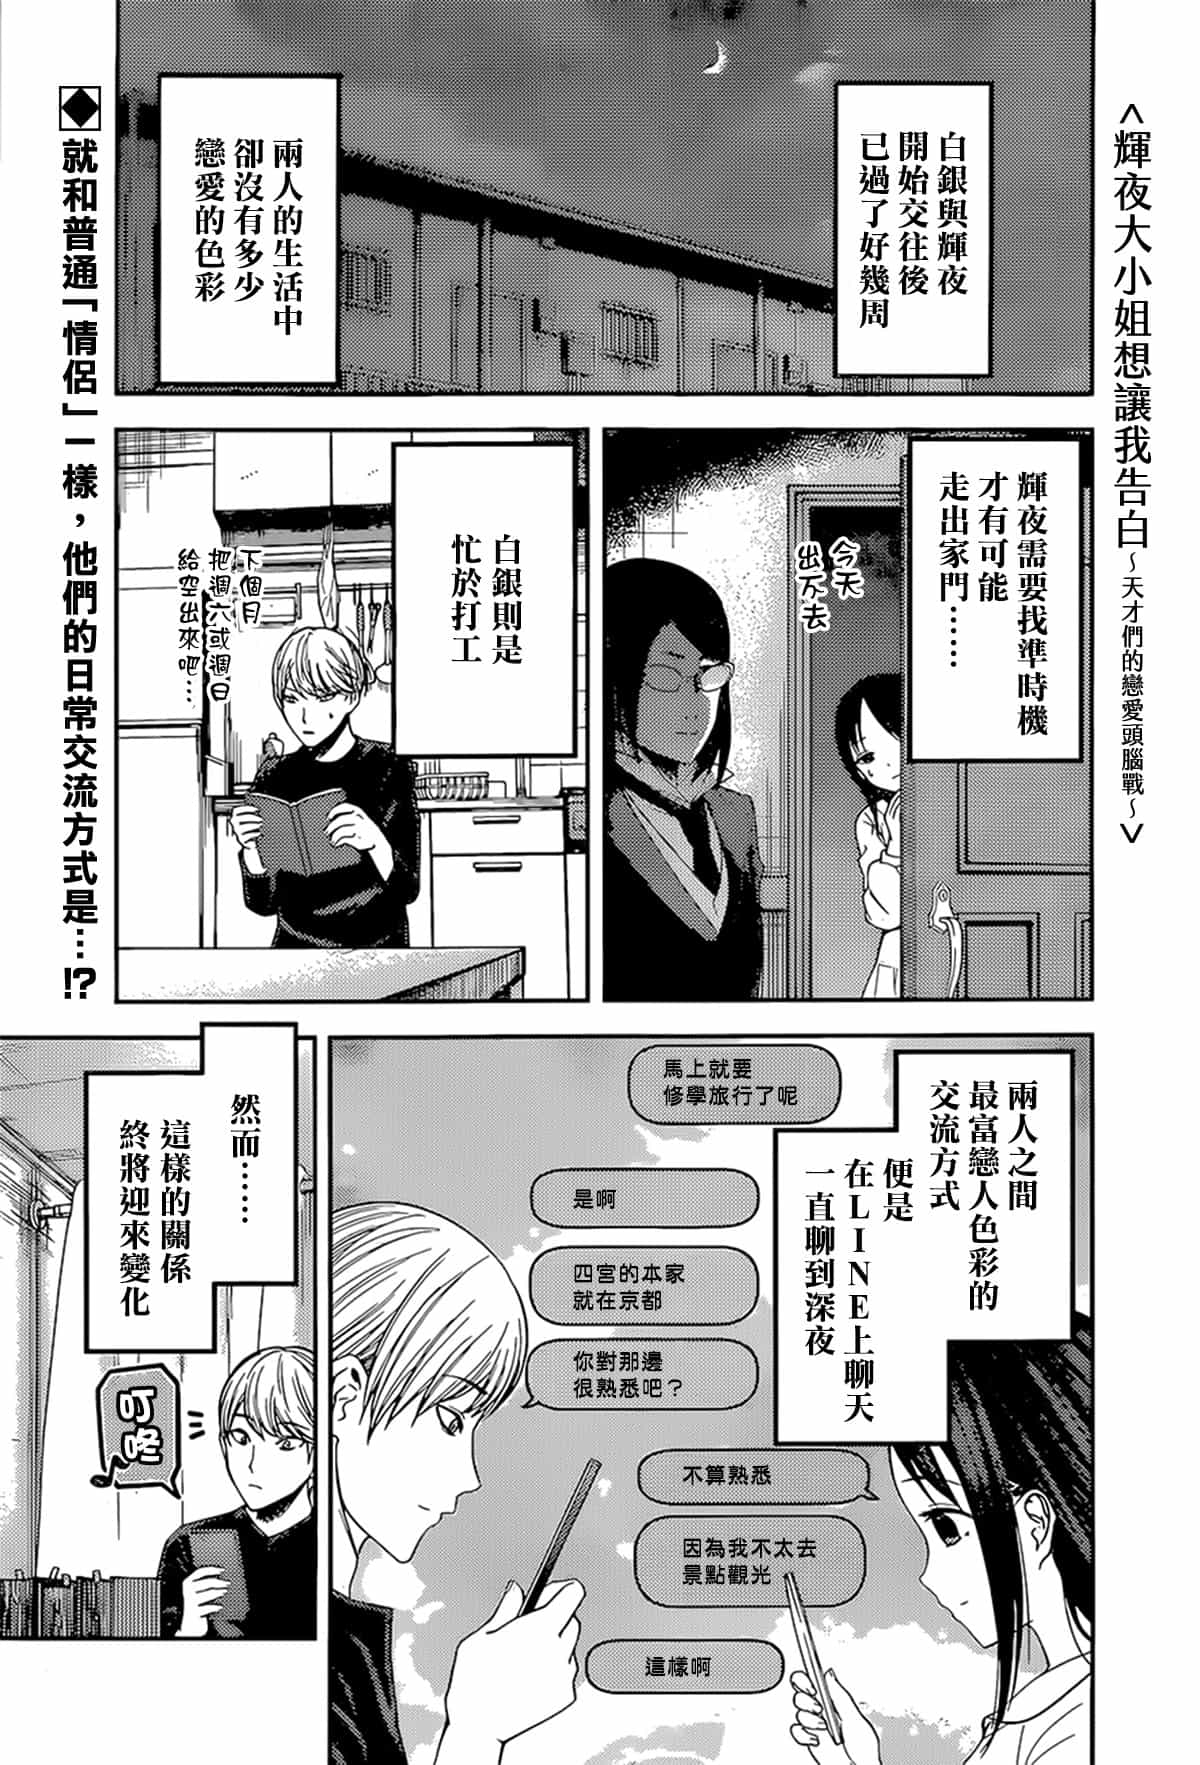 <輝夜大小姐想讓我告白~天才們的戀愛頭腦戰~>
白銀與輝夜
開始交往後
已過了好幾周
兩人的生活中
卻沒有多少
戀愛的色彩
◆就和普通「情侶」一樣，他們的日常交流方式是…!?
輝夜需要找準時機
才有可能
走出家門……
今天
出不去
白銀則是
忙於打工
下個月
把週六或週日
給空出來吧…
兩人之間
最富戀人色彩的
交流方式
便是
在LINE上聊天
一直聊到深夜
馬上就要
修學旅行了呢
是啊
四宮的本家
就在京都
你對那邊
很熟悉吧？
不算熟悉
因為我不太去
景點觀光
這樣啊
然而……
這樣的關係
終將迎來變化
叮咚